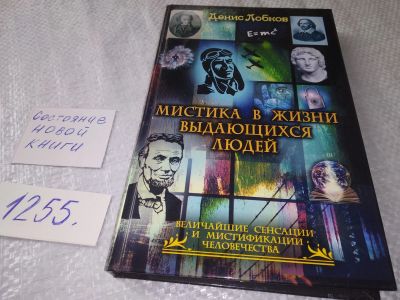 Денис Лобков
E=mc²
МИСТИКА В ЖИЗНИ
ВЫДАЮЩИХСЯ
ЛЮДЕЙ
ВЕЛИЧАЙШИЕ СЕНСАЦИИ
И МИСТИФИКАЦИИ
ЧЕЛОВЕЧЕСТВА
Состояние
новой
книги
1255.